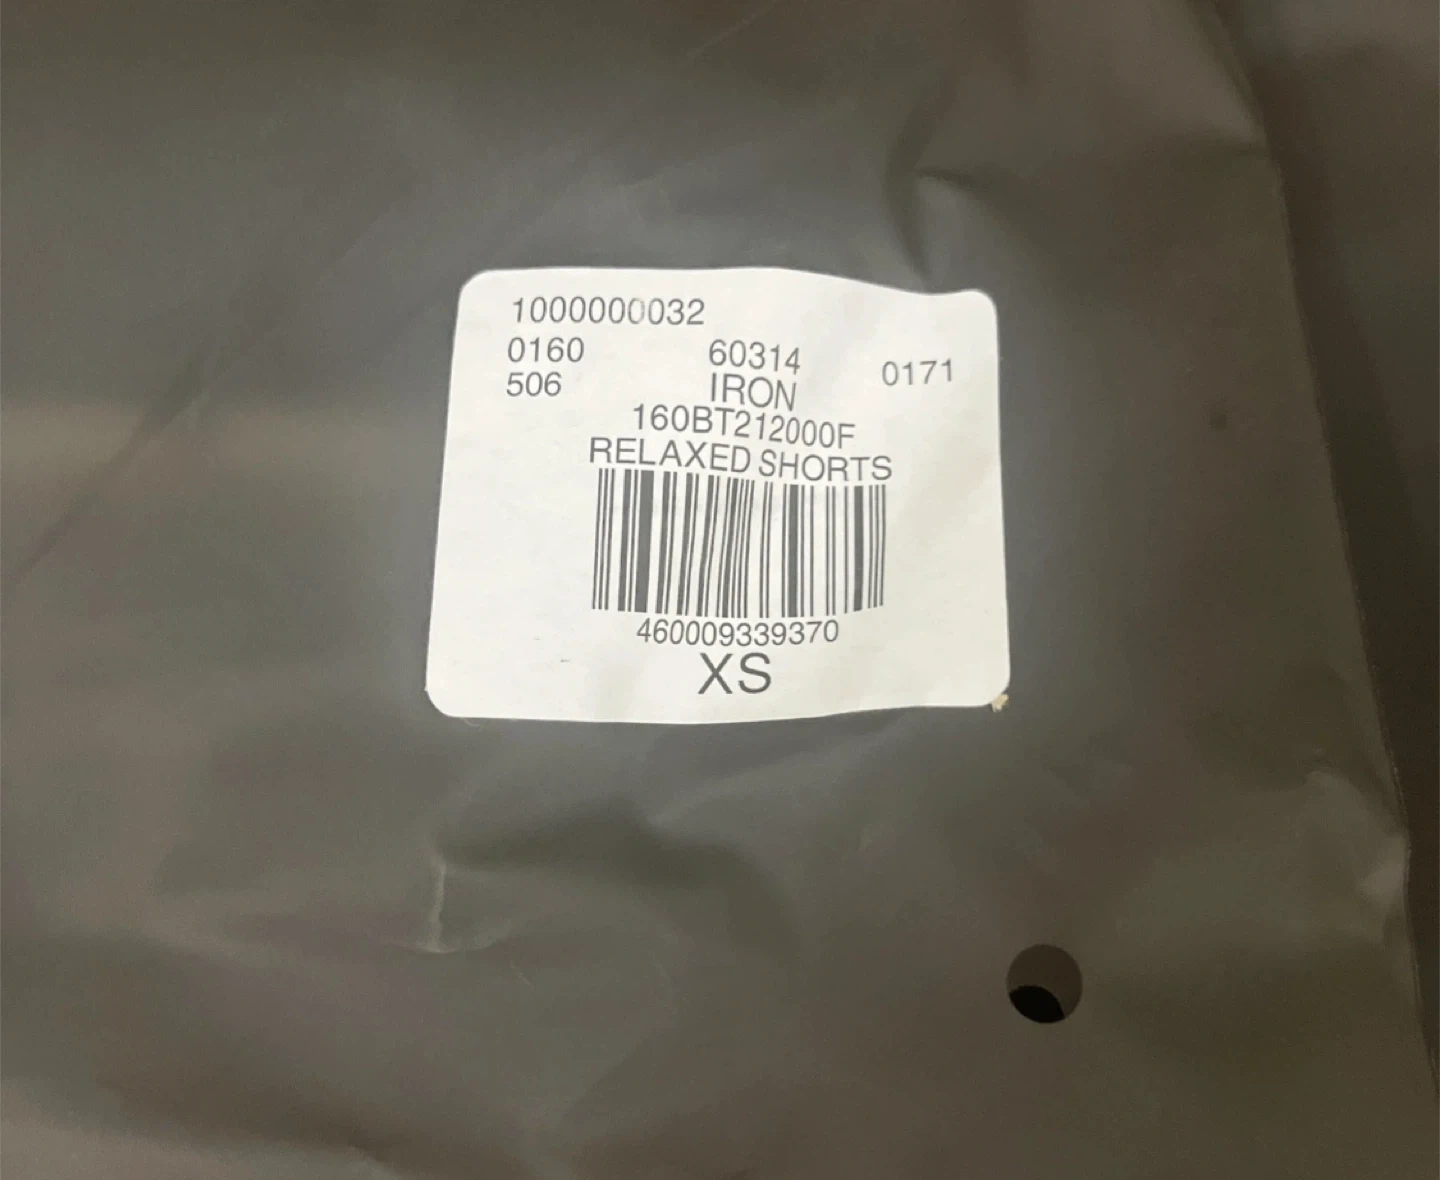 1000000032
0160 60314 0171
506 IRON
160BT212000F
RELAXED SHORTS
460009339370
XS